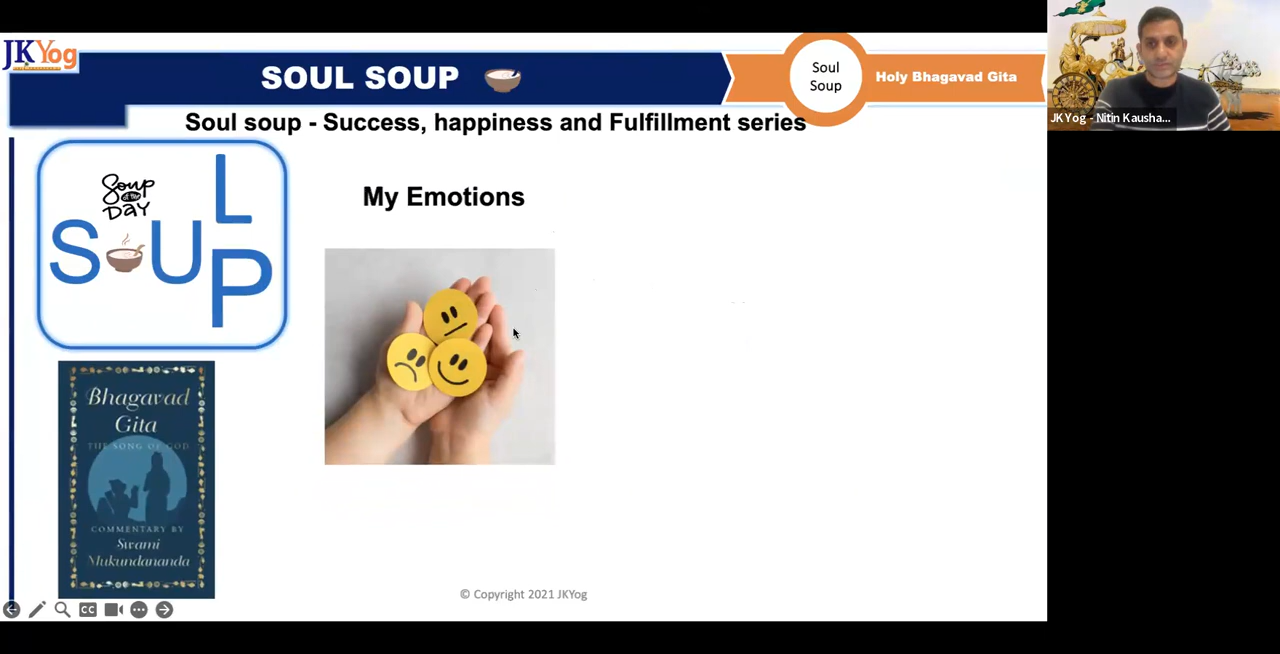 JKYog
SOUL SOUP
Soul
Soup
Holy Bhagavad Gita
JKYog - Nitin Kausha...
Soul soup - Success, happiness and Fulfillment series
Soup
of the
DAY
L
S U
P
My Emotions
Bhagavad
Gita
THE SONG OF GOD
COMMENTARY BY
Swami
Mukundananda
© Copyright 2021 JKYog
CC